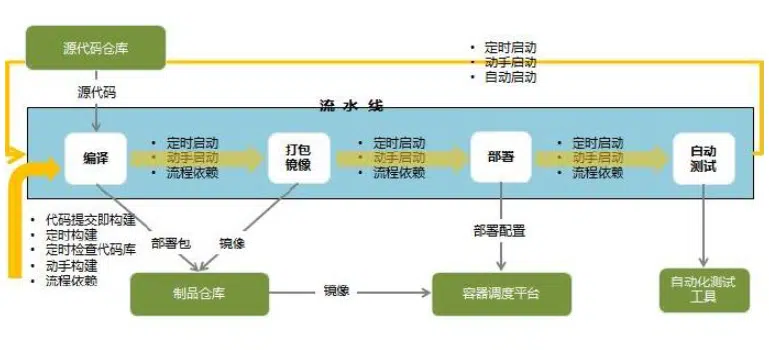 源代码仓库
• 定时启动
• 动手启动
• 自动启动
源代码
流 水 线
编译
• 定时启动
• 动手启动
• 流程依赖
打包
镜像
• 定时启动
• 动手启动
• 流程依赖
部署
• 定时启动
• 动手启动
• 流程依赖
自动
测试
• 代码提交即构建
• 定时构建
• 定时检查代码库
• 动手构建
• 流程依赖
部署包
镜像
部署配置
制品仓库
镜像
容器调度平台
自动化测试
工具